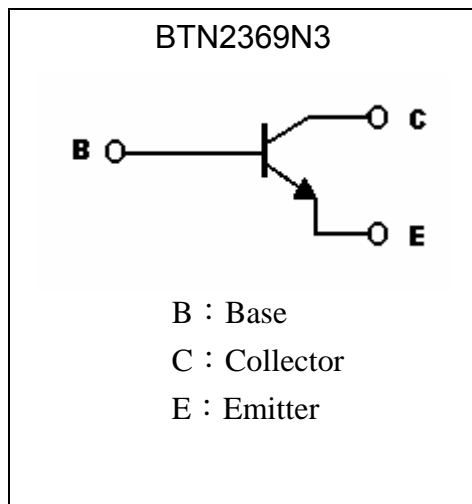 BTN2369N3
C
B
E
B：Base
C：Collector
E：Emitter